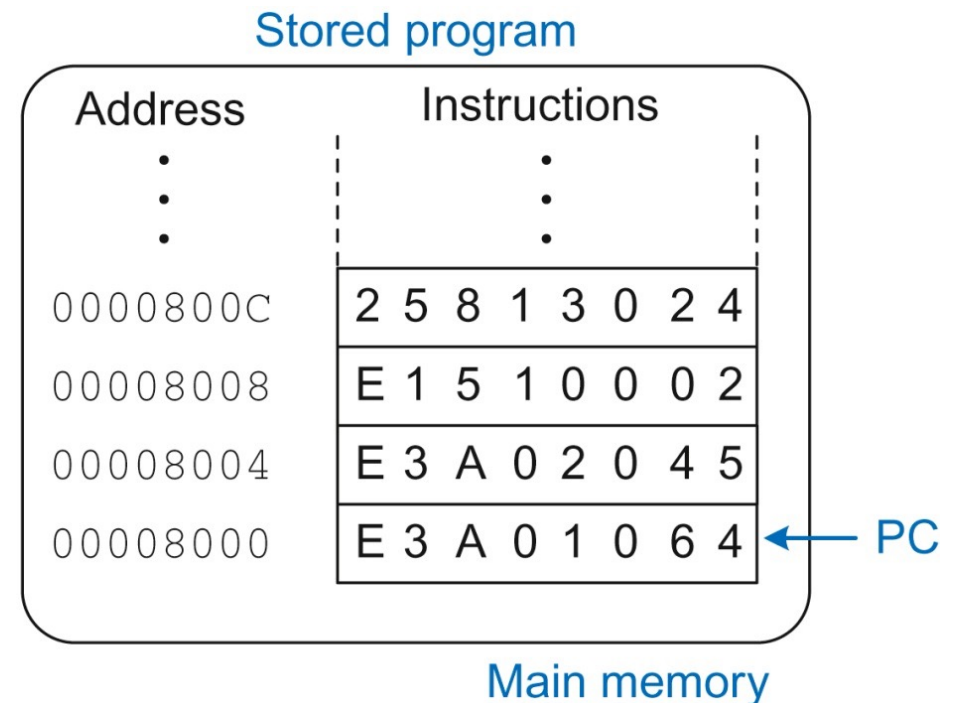 Stored program
Address Instructions
0000800C 2 5 8 1 3 0 2 4
00008008 E 1 5 1 0 0 0 2
00008004 E 3 A 0 2 0 4 5
00008000 E 3 A 0 1 0 6 4 PC
Main memory